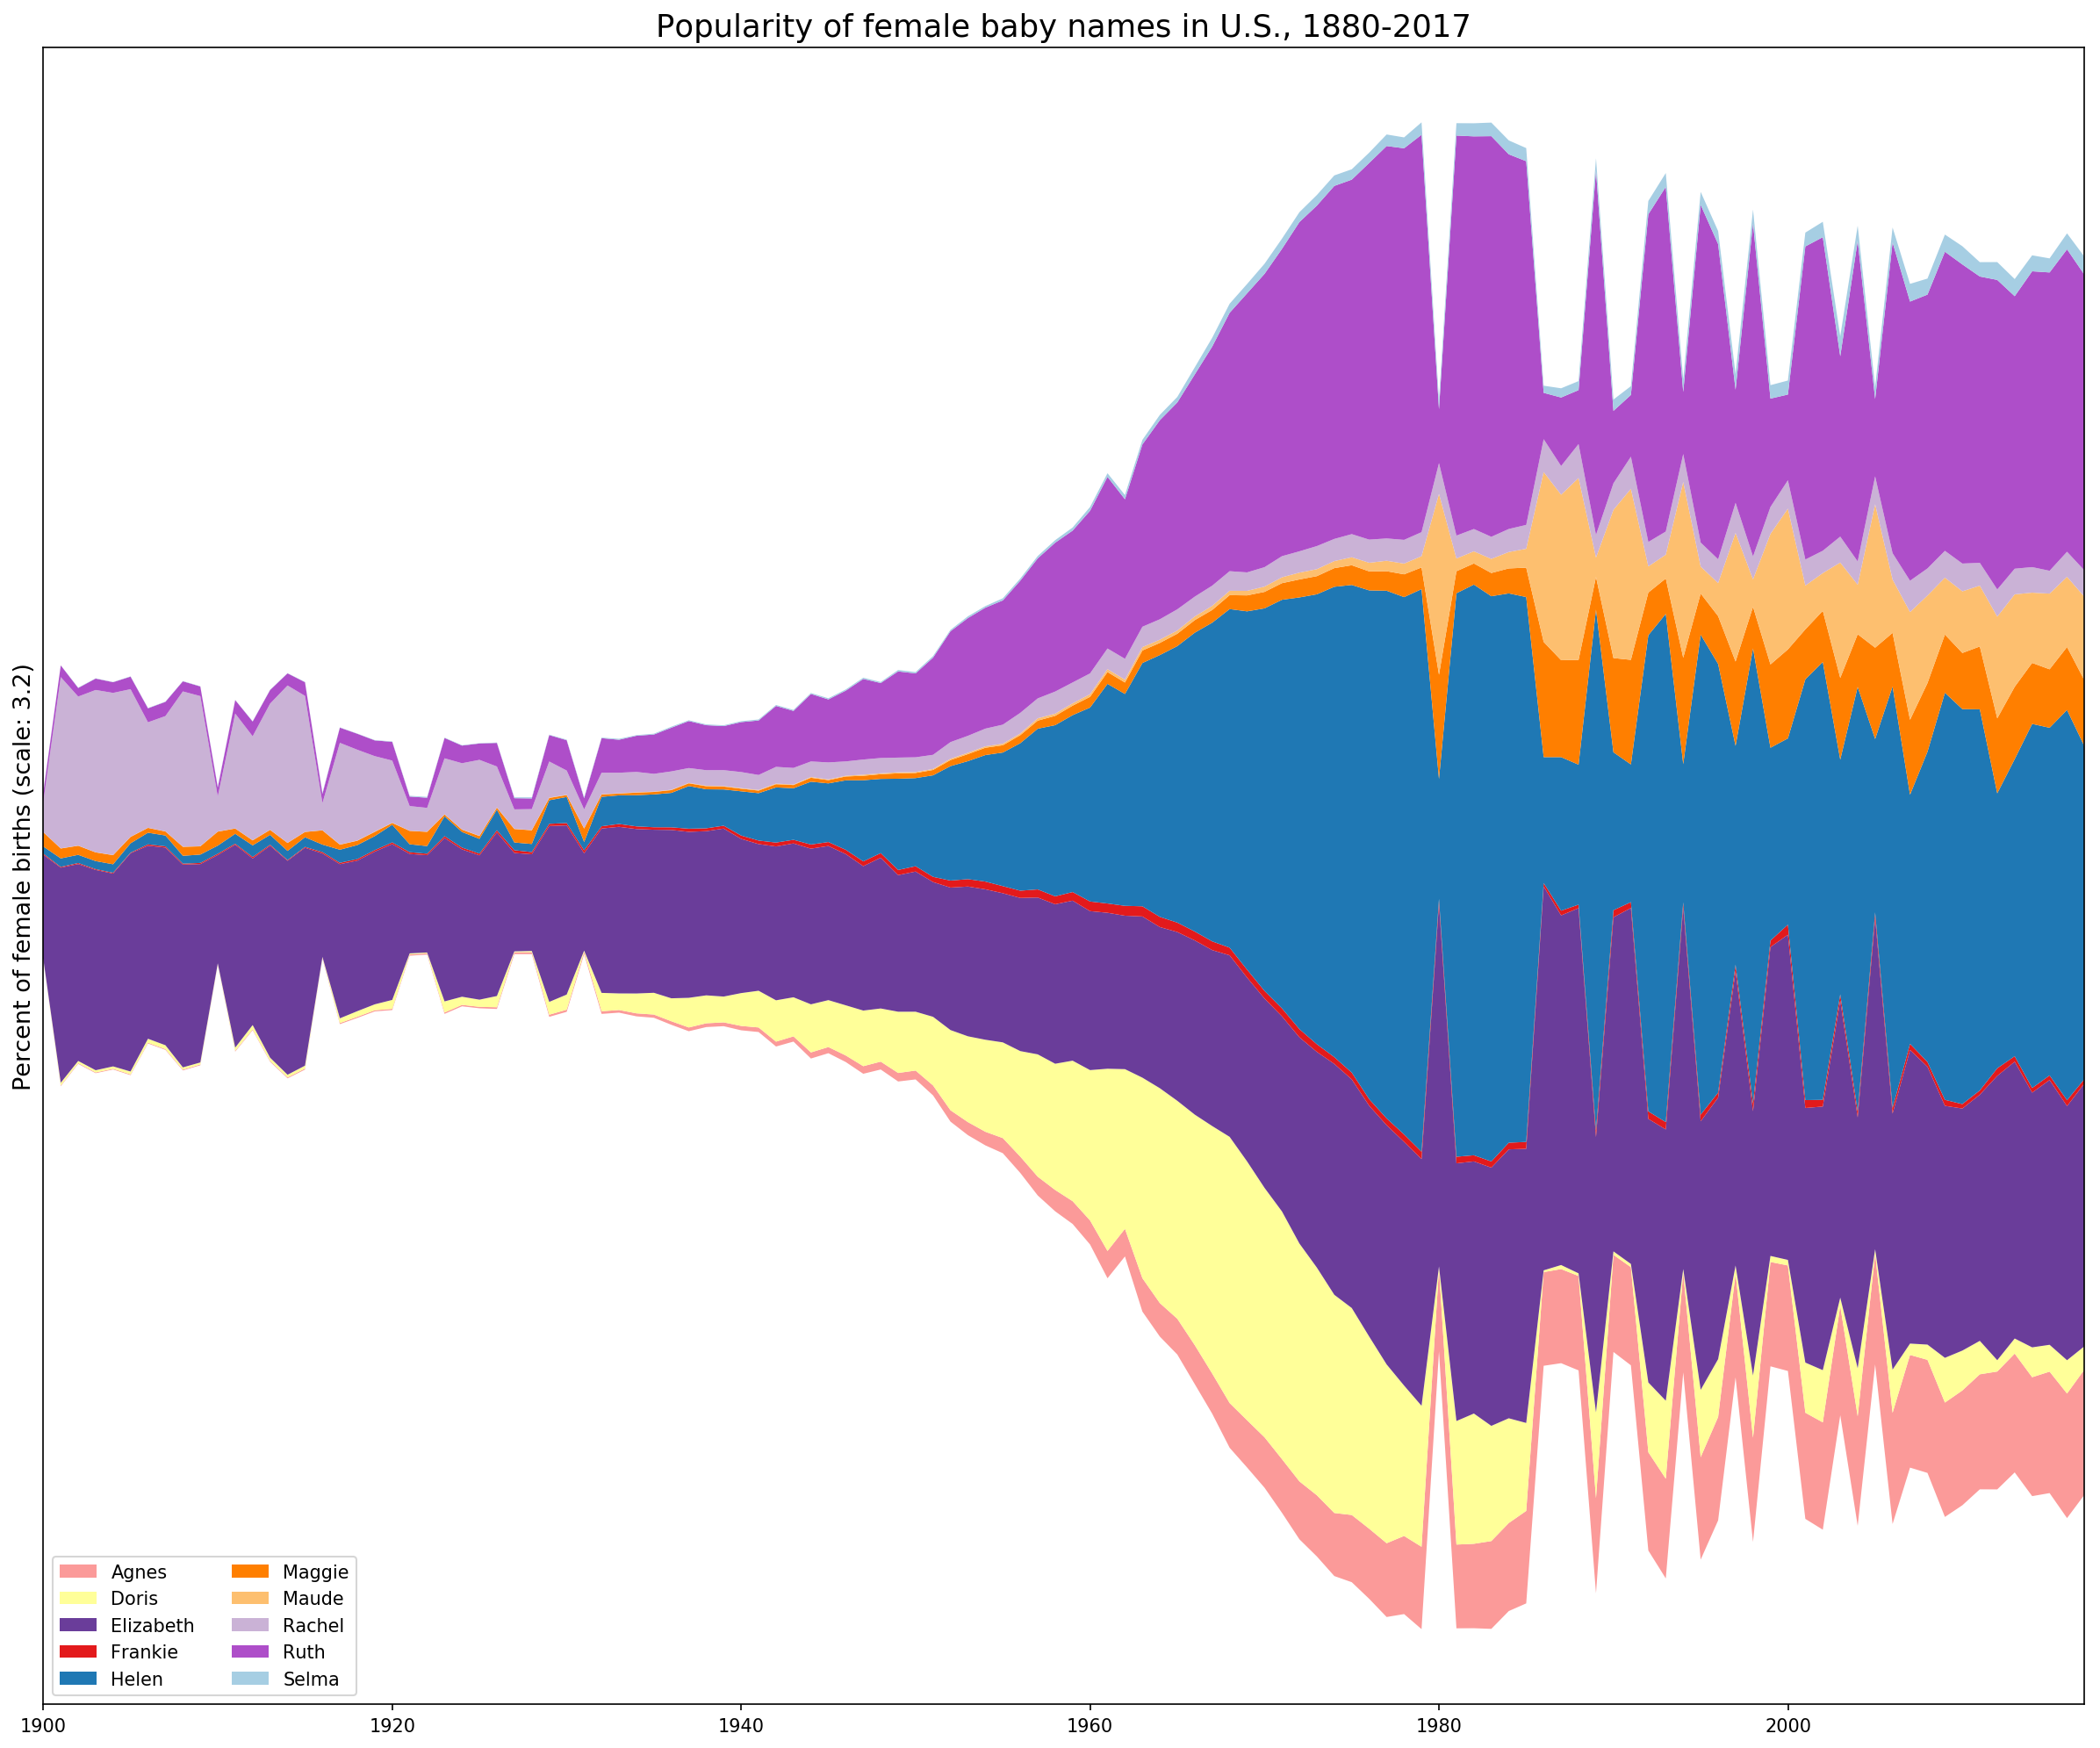 Popularity of female baby names in U.S., 1880-2017
Percent of female births (scale: 3.2)
Agnes
Doris
Elizabeth
Frankie
Helen
Maggie
Maude
Rachel
Ruth
Selma
1900 1920 1940 1960 1980 2000